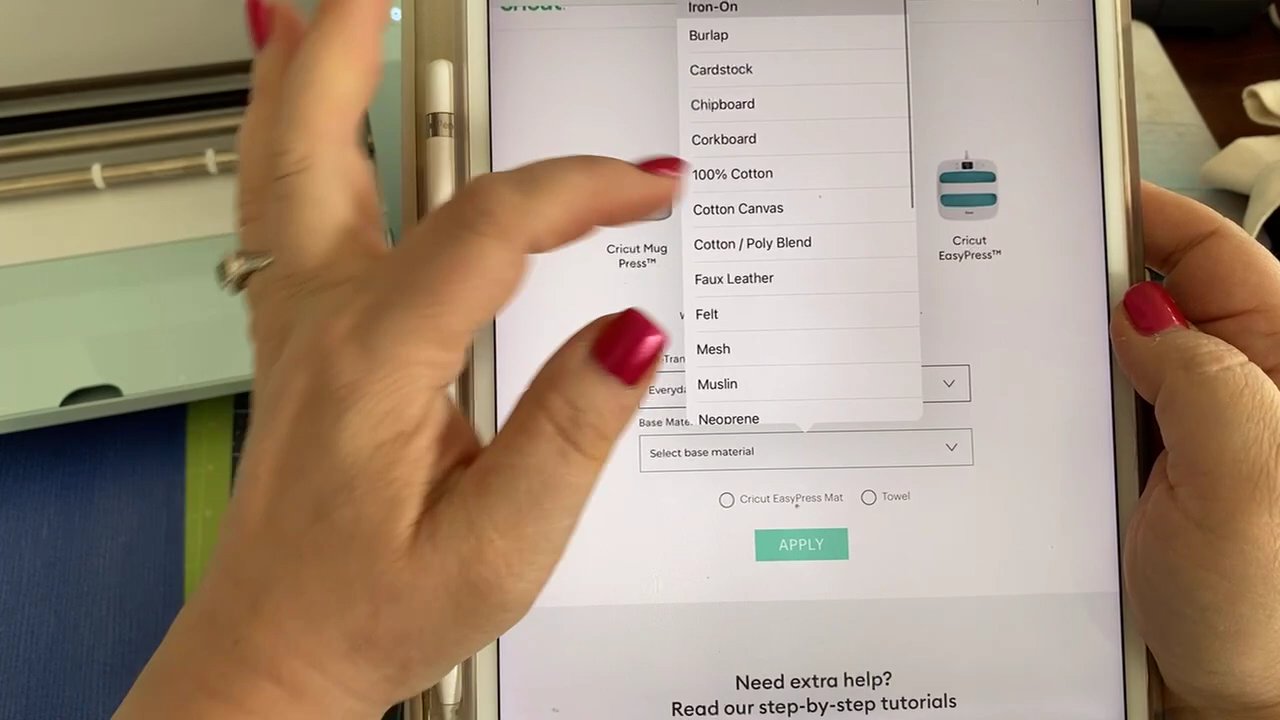 cricut
Iron-On
Burlap
Cardstock
Chipboard
Corkboard
100% Cotton
Cotton Canvas
Cotton / Poly Blend
Faux Leather
Felt
Mesh
Muslin
Neoprene
Cricut Mug
Press™
Cricut
EasyPress™
Everyd
Base Mate
Select base material
Cricut EasyPress Mat
Towel
APPLY
Need extra help?
Read our step-by-step tutorials